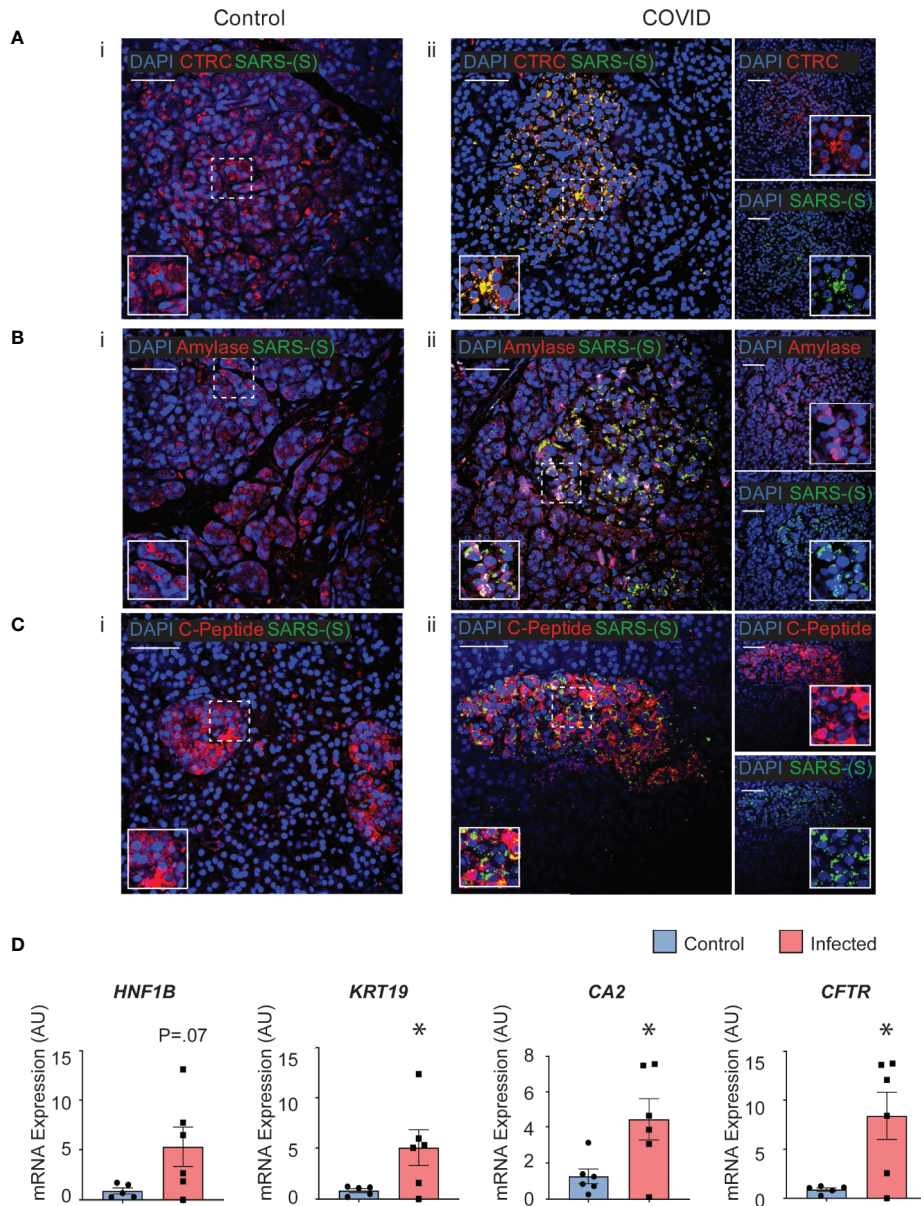 Control
COVID
A
i
DAPI CTRC SARS-(S)
ii
DAPI CTRC SARS-(S)
DAPI CTRC
DAPI SARS-(S)
B
i
DAPI Amylase SARS-(S)
ii
DAPI Amylase SARS-(S)
DAPI Amylase
DAPI SARS-(S)
C
i
DAPI C-Peptide SARS-(S)
ii
DAPI C-Peptide SARS-(S)
DAPI C-Peptide
DAPI SARS-(S)
D
Control
Infected
HNF1B
P=.07
mRNA Expression (AU)
15
10
5
0
KRT19
*
mRNA Expression (AU)
15
10
5
0
CA2
*
mRNA Expression (AU)
8
6
4
2
0
CFTR
*
mRNA Expression (AU)
15
10
5
0